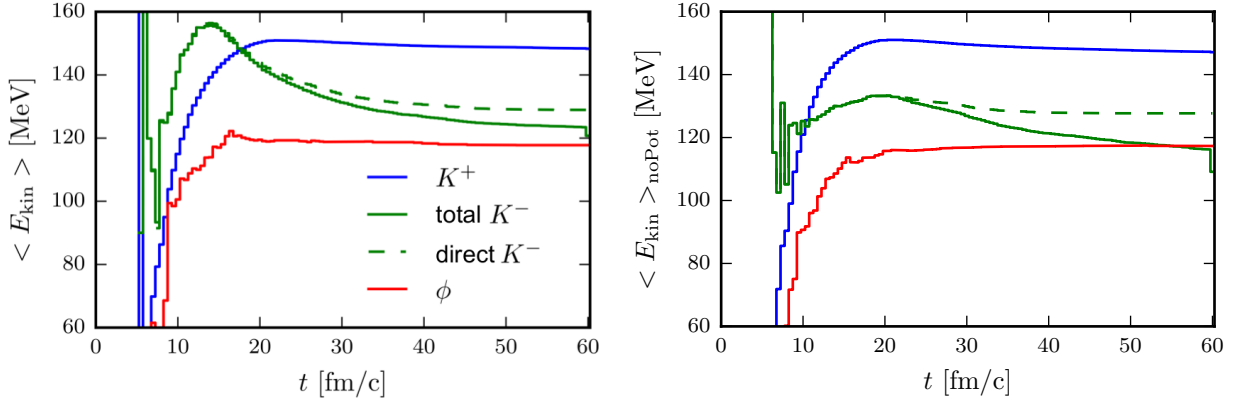 160
140
120
100
80
60
< E_kin > [MeV]
K^+
total K^-
direct K^-
ϕ
0 10 20 30 40 50 60
t [fm/c]
160
140
120
100
80
60
< E_kin >_noPot [MeV]
0 10 20 30 40 50 60
t [fm/c]